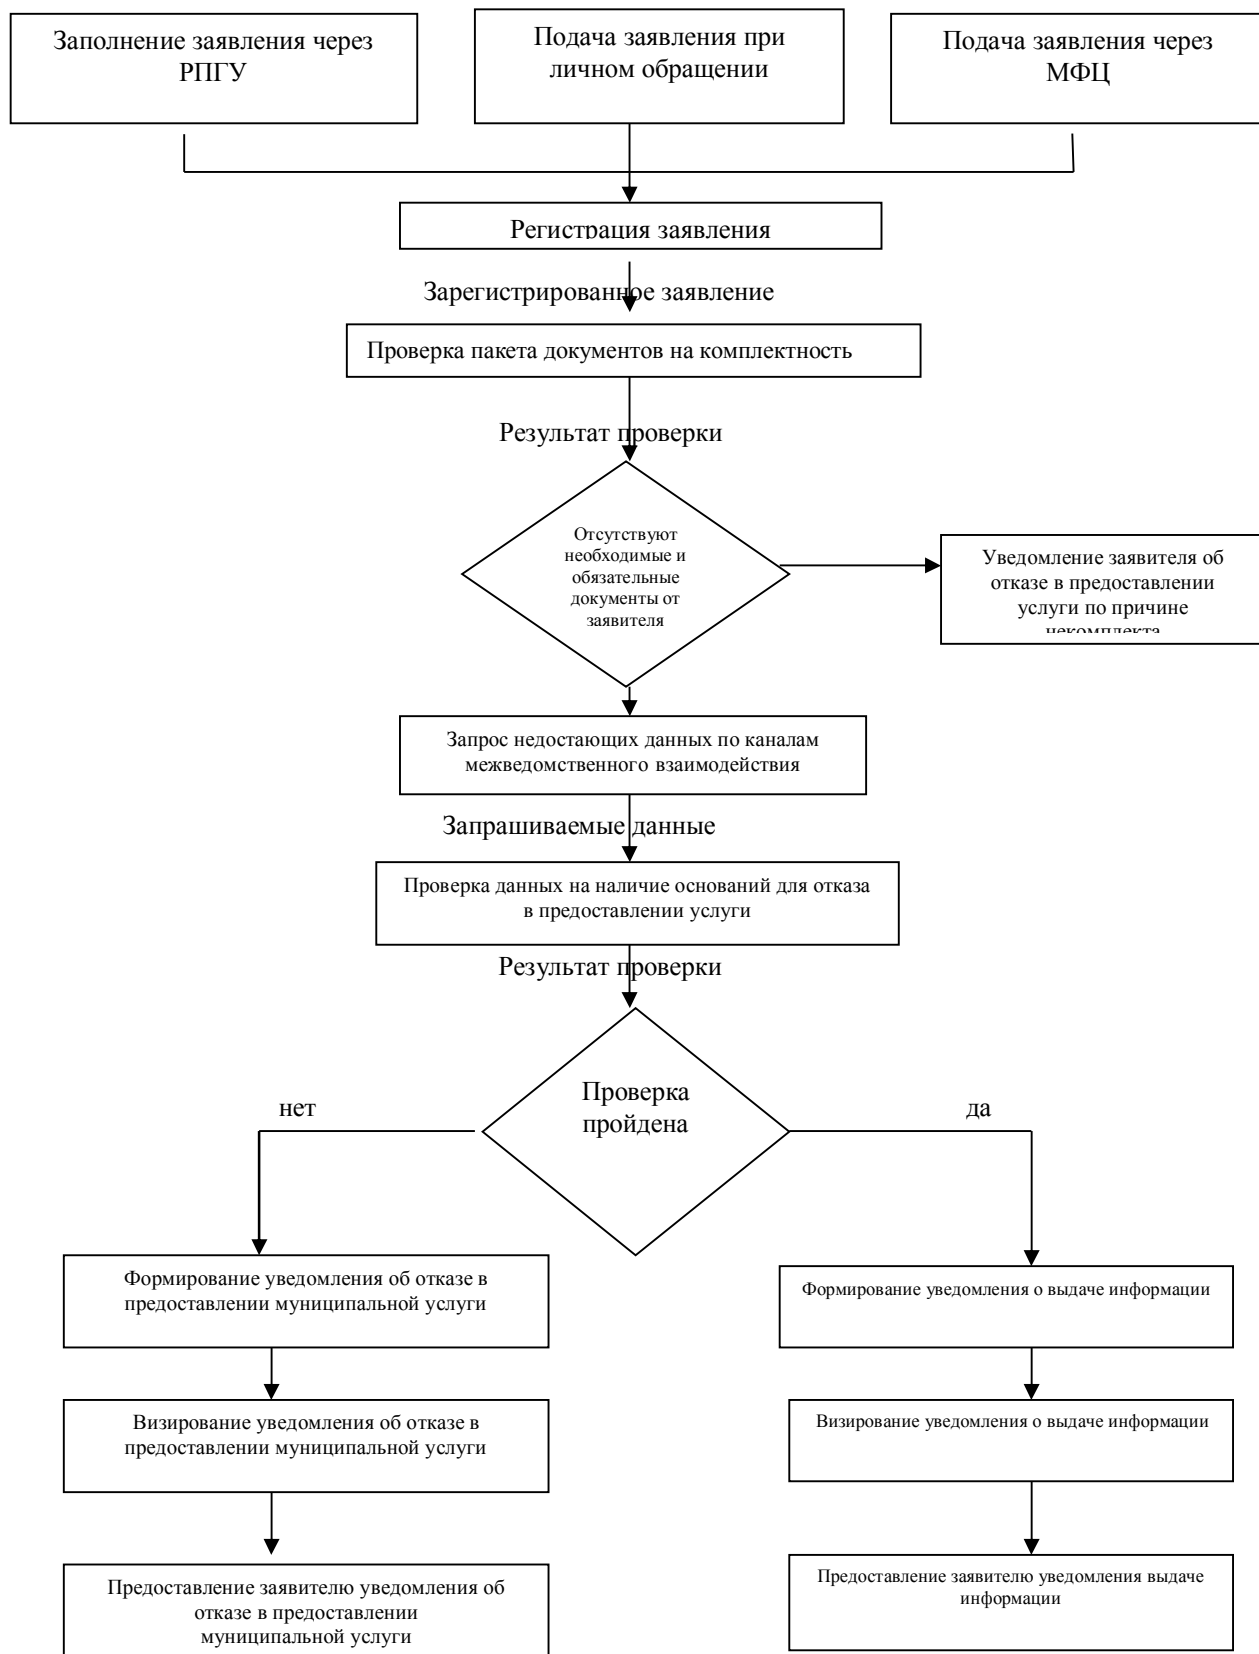 Заполнение заявления через
РПГУ
Подача заявления при
личном обращении
Подача заявления через
МФЦ
Регистрация заявления
Зарегистрированное заявление
Проверка пакета документов на комплектность
Результат проверки
Отсутствуют
необходимые и
обязательные
документы от
заявителя
Уведомление заявителя об
отказе в предоставлении
услуги по причине
некомплекта
Запрос недостающих данных по каналам
межведомственного взаимодействия
Запрашиваемые данные
Проверка данных на наличие оснований для отказа
в предоставлении услуги
Результат проверки
Проверка
пройдена
нет
да
Формирование уведомления об отказе в
предоставлении муниципальной услуги
Формирование уведомления о выдаче информации
Визирование уведомления об отказе в
предоставлении муниципальной услуги
Визирование уведомления о выдаче информации
Предоставление заявителю уведомления об
отказе в предоставлении
муниципальной услуги
Предоставление заявителю уведомления выдаче
информации